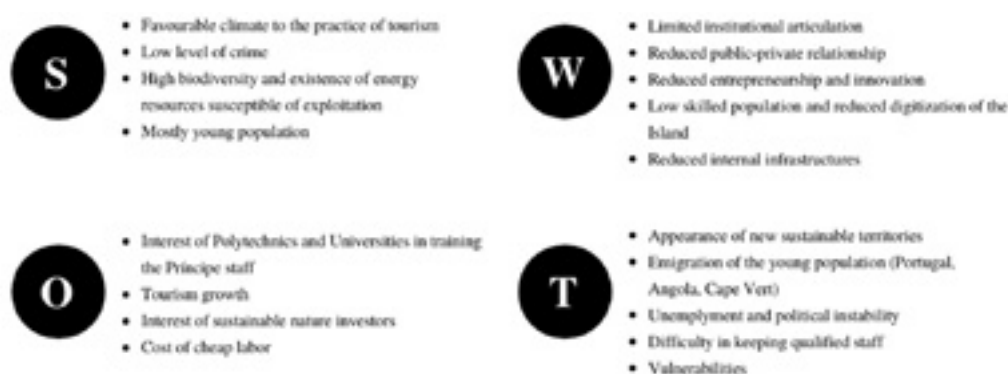 S
• Favourable climate to the practice of tourism
• Low level of crime
• High biodiversity and existence of energy
resources susceptible of exploitation
• Mostly young population
W
• Limited institutional articulation
• Reduced public-private relationship
• Reduced entrepreneurship and innovation
• Low skilled population and reduced digitization of the
Island
• Reduced internal infrastructures
O
• Interest of Polytechnics and Universities in training
the Principe staff
• Tourism growth
• Interest of sustainable nature investors
• Cost of cheap labor
T
• Appearance of new sustainable territories
• Emigration of the young population (Portugal,
Angola, Cape Vert)
• Unemplyment and political instability
• Difficulty in keeping qualified staff
• Vulnerabilities